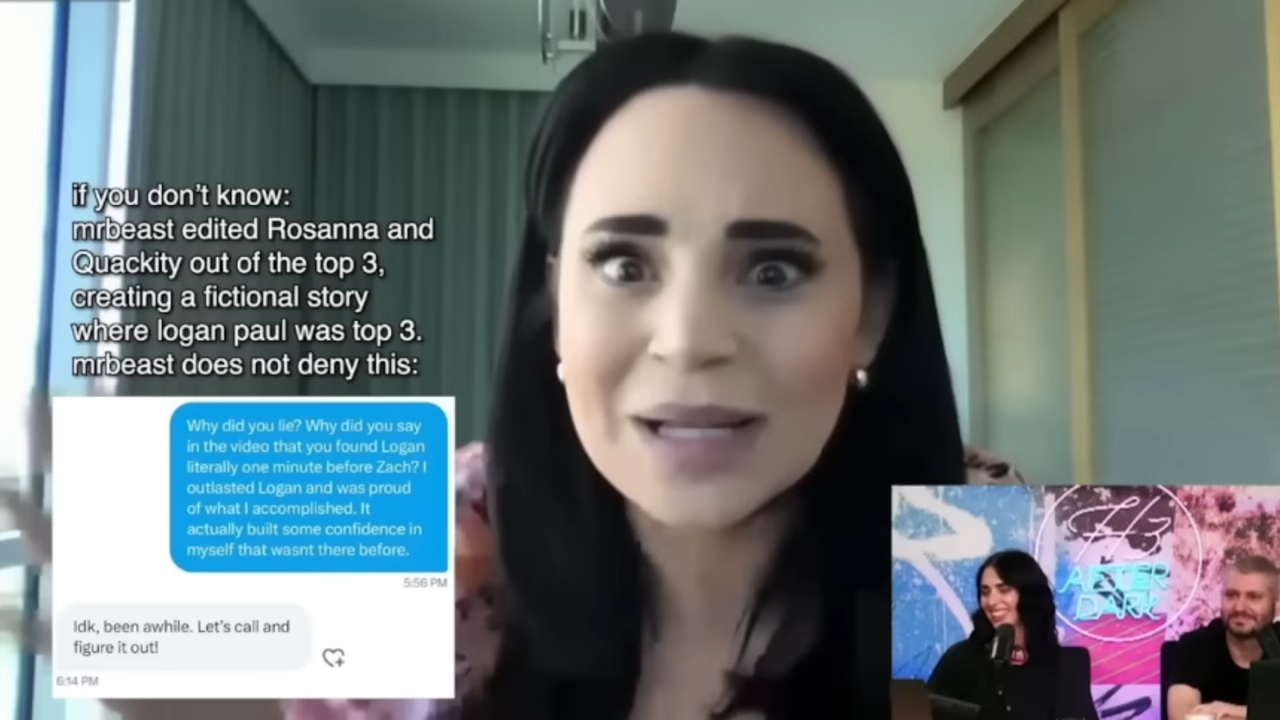 if you don't know:
mrbeast edited Rosanna and
Quackity out of the top 3,
creating a fictional story
where logan paul was top 3.
mrbeast does not deny this:
Why did you lie? Why did you say
in the video that you found Logan
literally one minute before Zach? I
outlasted Logan and was proud
of what I accomplished. It
actually built some confidence in
myself that wasnt there before.
5:56 PM
Idk, been awhile. Let's call and
figure it out!
6:14 PM
H3
AFTER
DARK